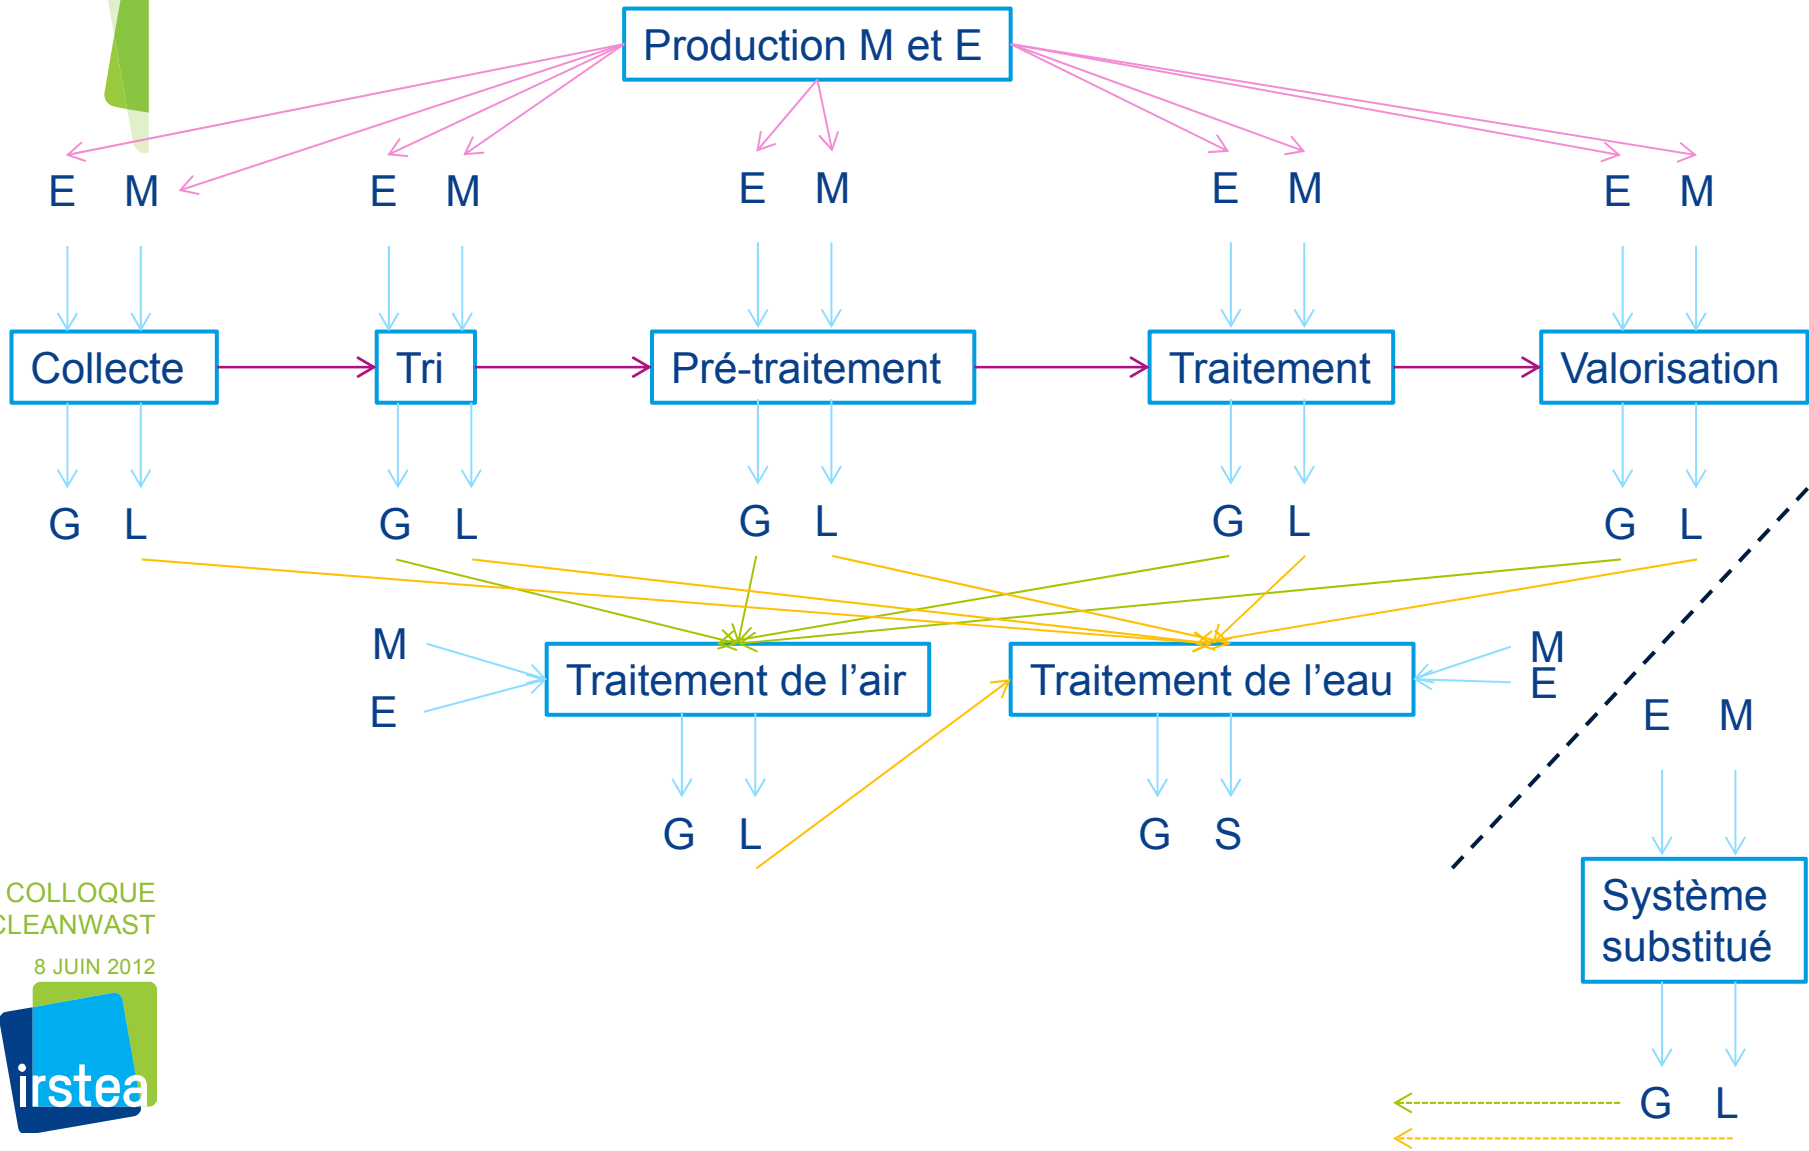 Production M et E
E M E M E M E M E M
Collecte Tri Pré-traitement Traitement Valorisation
G L G L G L G L G L
M
E
Traitement de l'air Traitement de l'eau
M
E
E M
G L G S
Système
substitué
G L
COLLOQUE
CLEANWAST
8 JUIN 2012
irstea